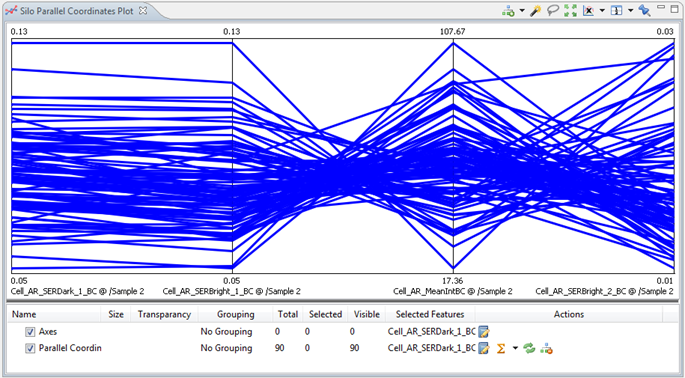 Silo Parallel Coordinates Plot
0.13 0.13 107.67 0.03
0.05 0.05 17.36 0.01
Cell_AR_SERDark_1_BC @ /Sample 2 Cell_AR_SERBright_1_BC @ /Sample 2 Cell_AR_MeanIntBC @ /Sample 2 Cell_AR_SERBright_2_BC @ /Sample 2
Name Size Transparency Grouping Total Selected Visible Selected Features Actions
Axes No Grouping 0 0 0 Cell_AR_SERDark_1_BC
Parallel Coordin No Grouping 90 0 90 Cell_AR_SERDark_1_BC